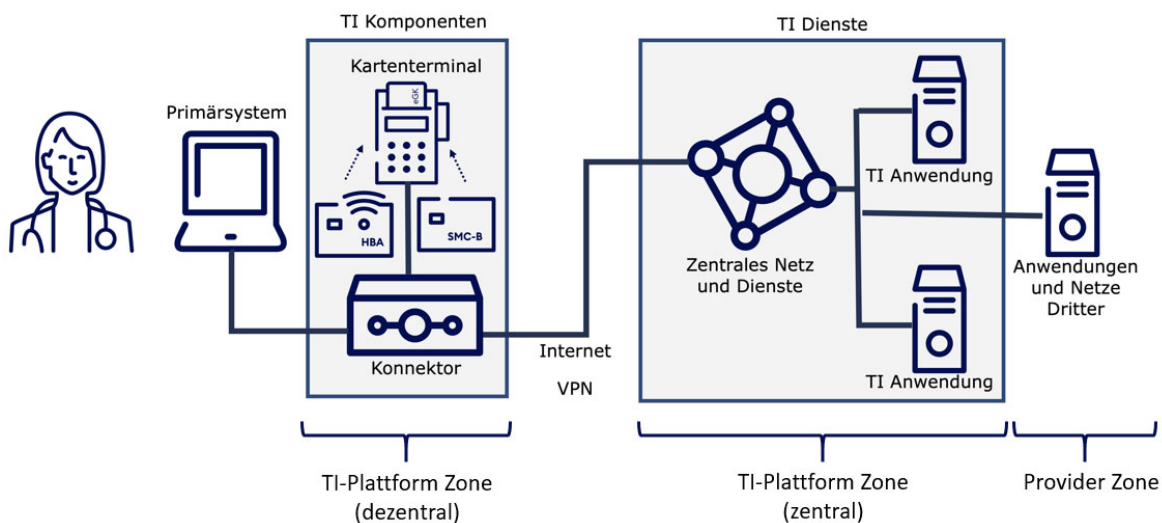 TI Komponenten
TI Dienste
Kartenterminal
eGK
Primärsystem
HBA
SMC-B
Konnektor
Internet
VPN
Zentrales Netz
und Dienste
TI Anwendung
TI Anwendung
Anwendungen
und Netze
Dritter
TI-Plattform Zone
(dezentral)
TI-Plattform Zone
(zentral)
Provider Zone